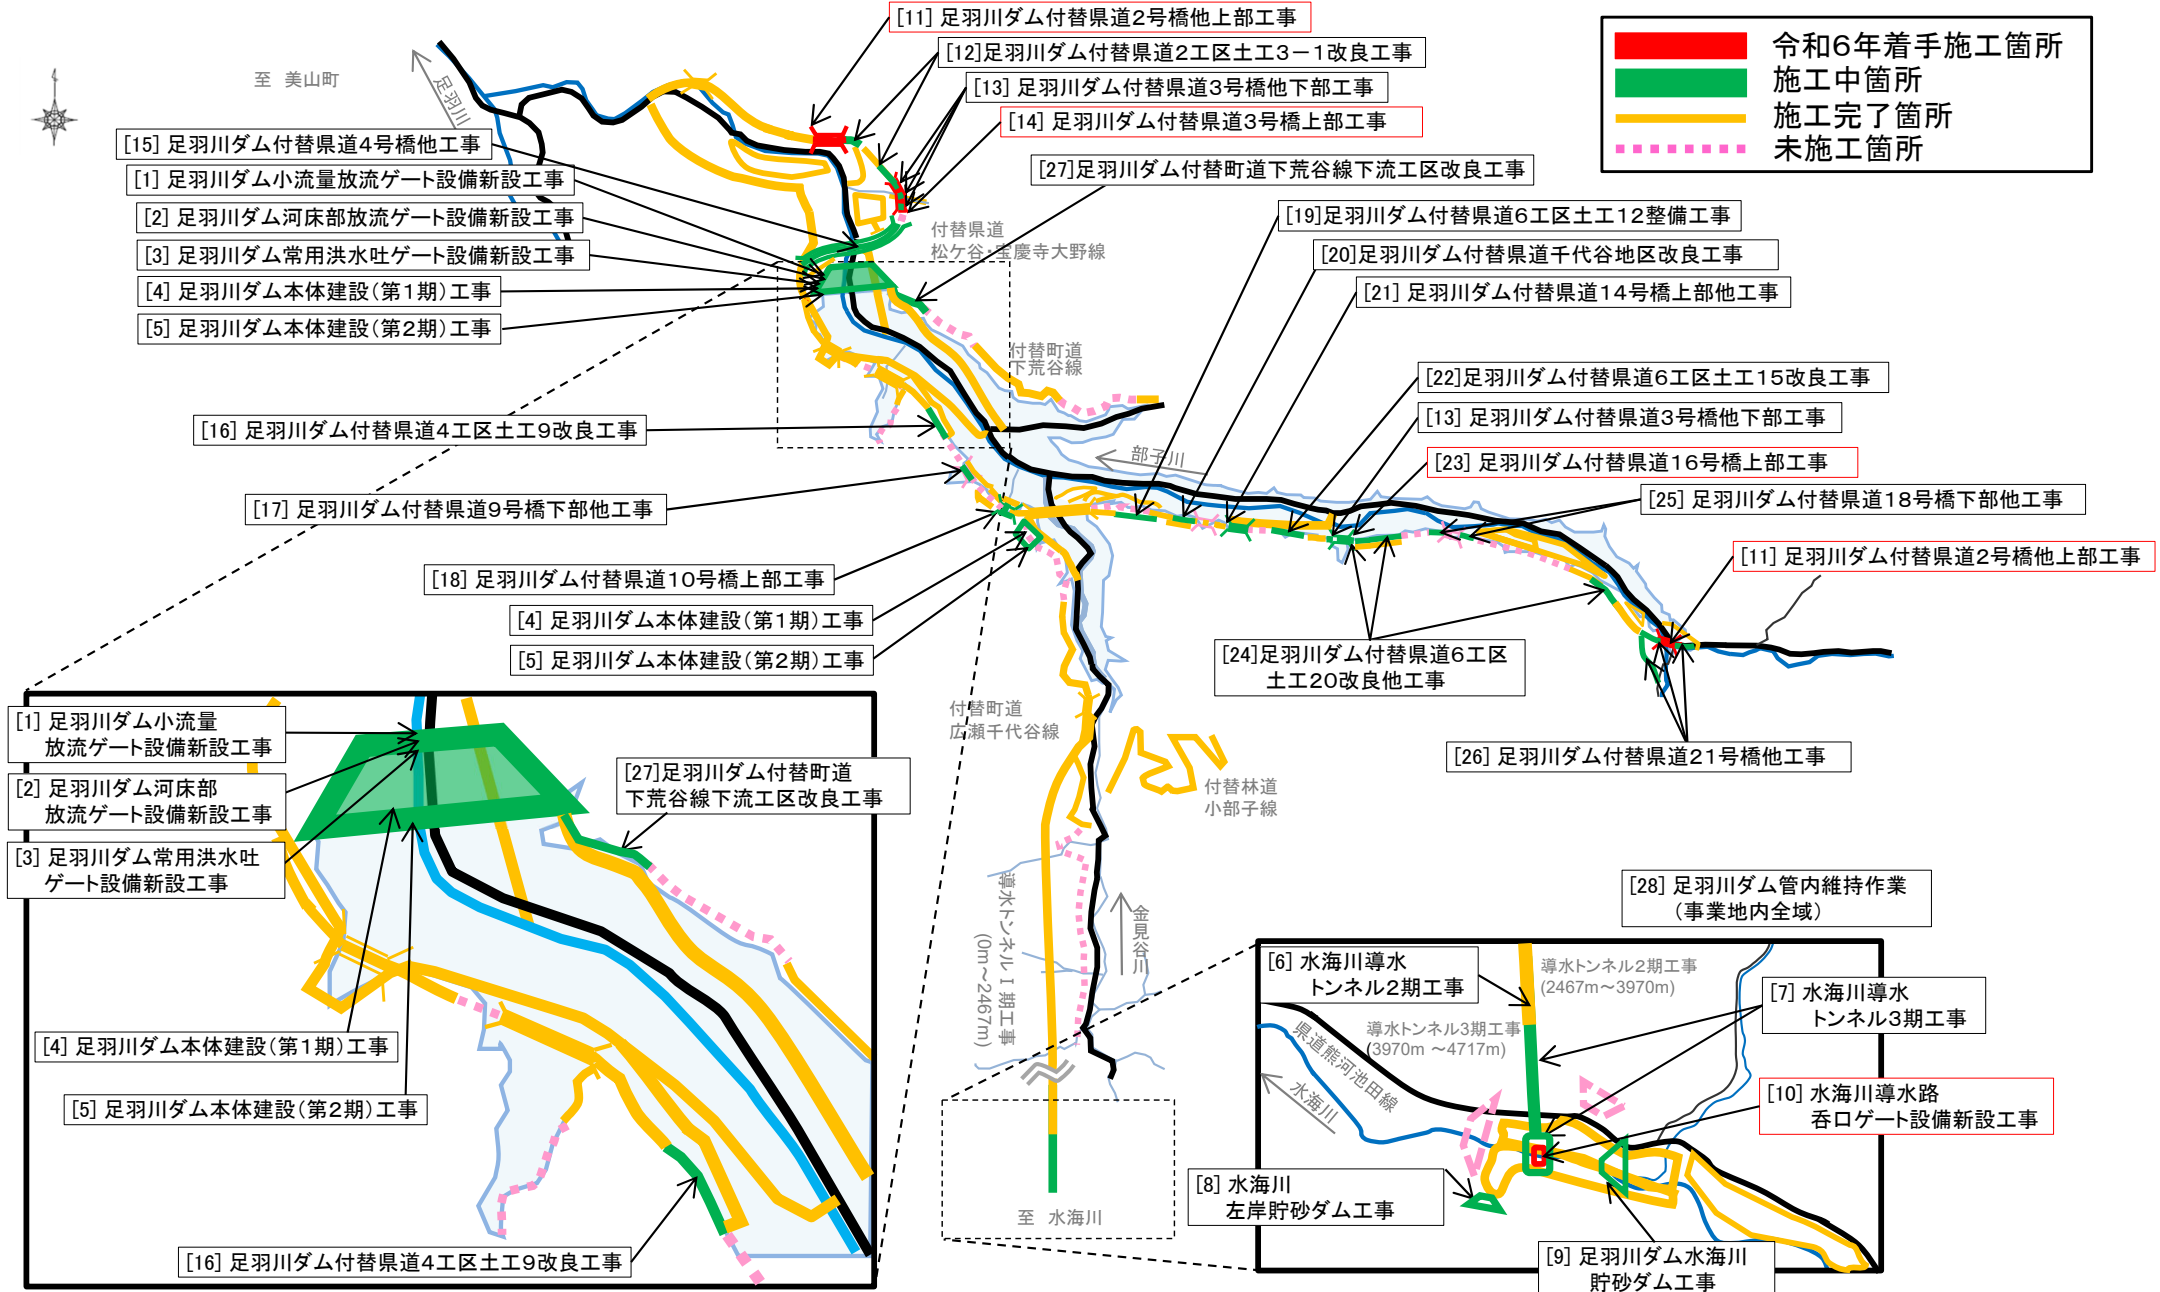 [11] 足羽川ダム付替県道2号橋他上部工事
[12]足羽川ダム付替県道2工区土工3－1改良工事
[13] 足羽川ダム付替県道3号橋他下部工事
[14] 足羽川ダム付替県道3号橋上部工事
令和6年着手施工箇所
施工中箇所
施工完了箇所
未施工箇所
至 美山町
足羽川
[15] 足羽川ダム付替県道4号橋他工事
[1] 足羽川ダム小流量放流ゲート設備新設工事
[2] 足羽川ダム河床部放流ゲート設備新設工事
[3] 足羽川ダム常用洪水吐ゲート設備新設工事
[4] 足羽川ダム本体建設(第1期)工事
[5] 足羽川ダム本体建設(第2期)工事
[27]足羽川ダム付替町道下荒谷線下流工区改良工事
付替県道
松ケ谷・宝慶寺大野線
[19]足羽川ダム付替県道6工区土工12整備工事
[20]足羽川ダム付替県道千代谷地区改良工事
[21] 足羽川ダム付替県道14号橋上部他工事
付替町道
下荒谷線
[22]足羽川ダム付替県道6工区土工15改良工事
[13] 足羽川ダム付替県道3号橋他下部工事
[23] 足羽川ダム付替県道16号橋上部工事
[25] 足羽川ダム付替県道18号橋下部他工事
[11] 足羽川ダム付替県道2号橋他上部工事
部子川
[16] 足羽川ダム付替県道4工区土工9改良工事
[17] 足羽川ダム付替県道9号橋下部他工事
[18] 足羽川ダム付替県道10号橋上部工事
[4] 足羽川ダム本体建設(第1期)工事
[5] 足羽川ダム本体建設(第2期)工事
[24]足羽川ダム付替県道6工区
土工20改良他工事
[26] 足羽川ダム付替県道21号橋他工事
付替町道
広瀬千代谷線
付替林道
小部子線
導水トンネルⅠ期工事
(0m～2467m)
金見谷川
至 水海川
[1] 足羽川ダム小流量
放流ゲート設備新設工事
[2] 足羽川ダム河床部
放流ゲート設備新設工事
[3] 足羽川ダム常用洪水吐
ゲート設備新設工事
[27]足羽川ダム付替町道
下荒谷線下流工区改良工事
[4] 足羽川ダム本体建設(第1期)工事
[5] 足羽川ダム本体建設(第2期)工事
[16] 足羽川ダム付替県道4工区土工9改良工事
[28] 足羽川ダム管内維持作業
(事業地内全域)
[6] 水海川導水
トンネル2期工事
導水トンネル2期工事
(2467m～3970m)
[7] 水海川導水
トンネル3期工事
導水トンネル3期工事
(3970m ～4717m)
県道熊河池田線
水海川
[10] 水海川導水路
呑口ゲート設備新設工事
[8] 水海川
左岸貯砂ダム工事
[9] 足羽川ダム水海川
貯砂ダム工事